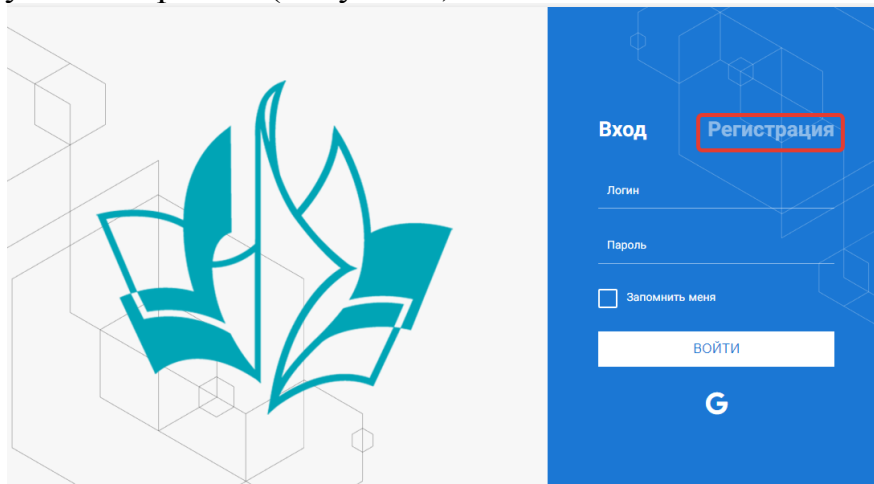 Вход Регистрация
Логин
Пароль
Запомнить меня
ВОЙТИ
G